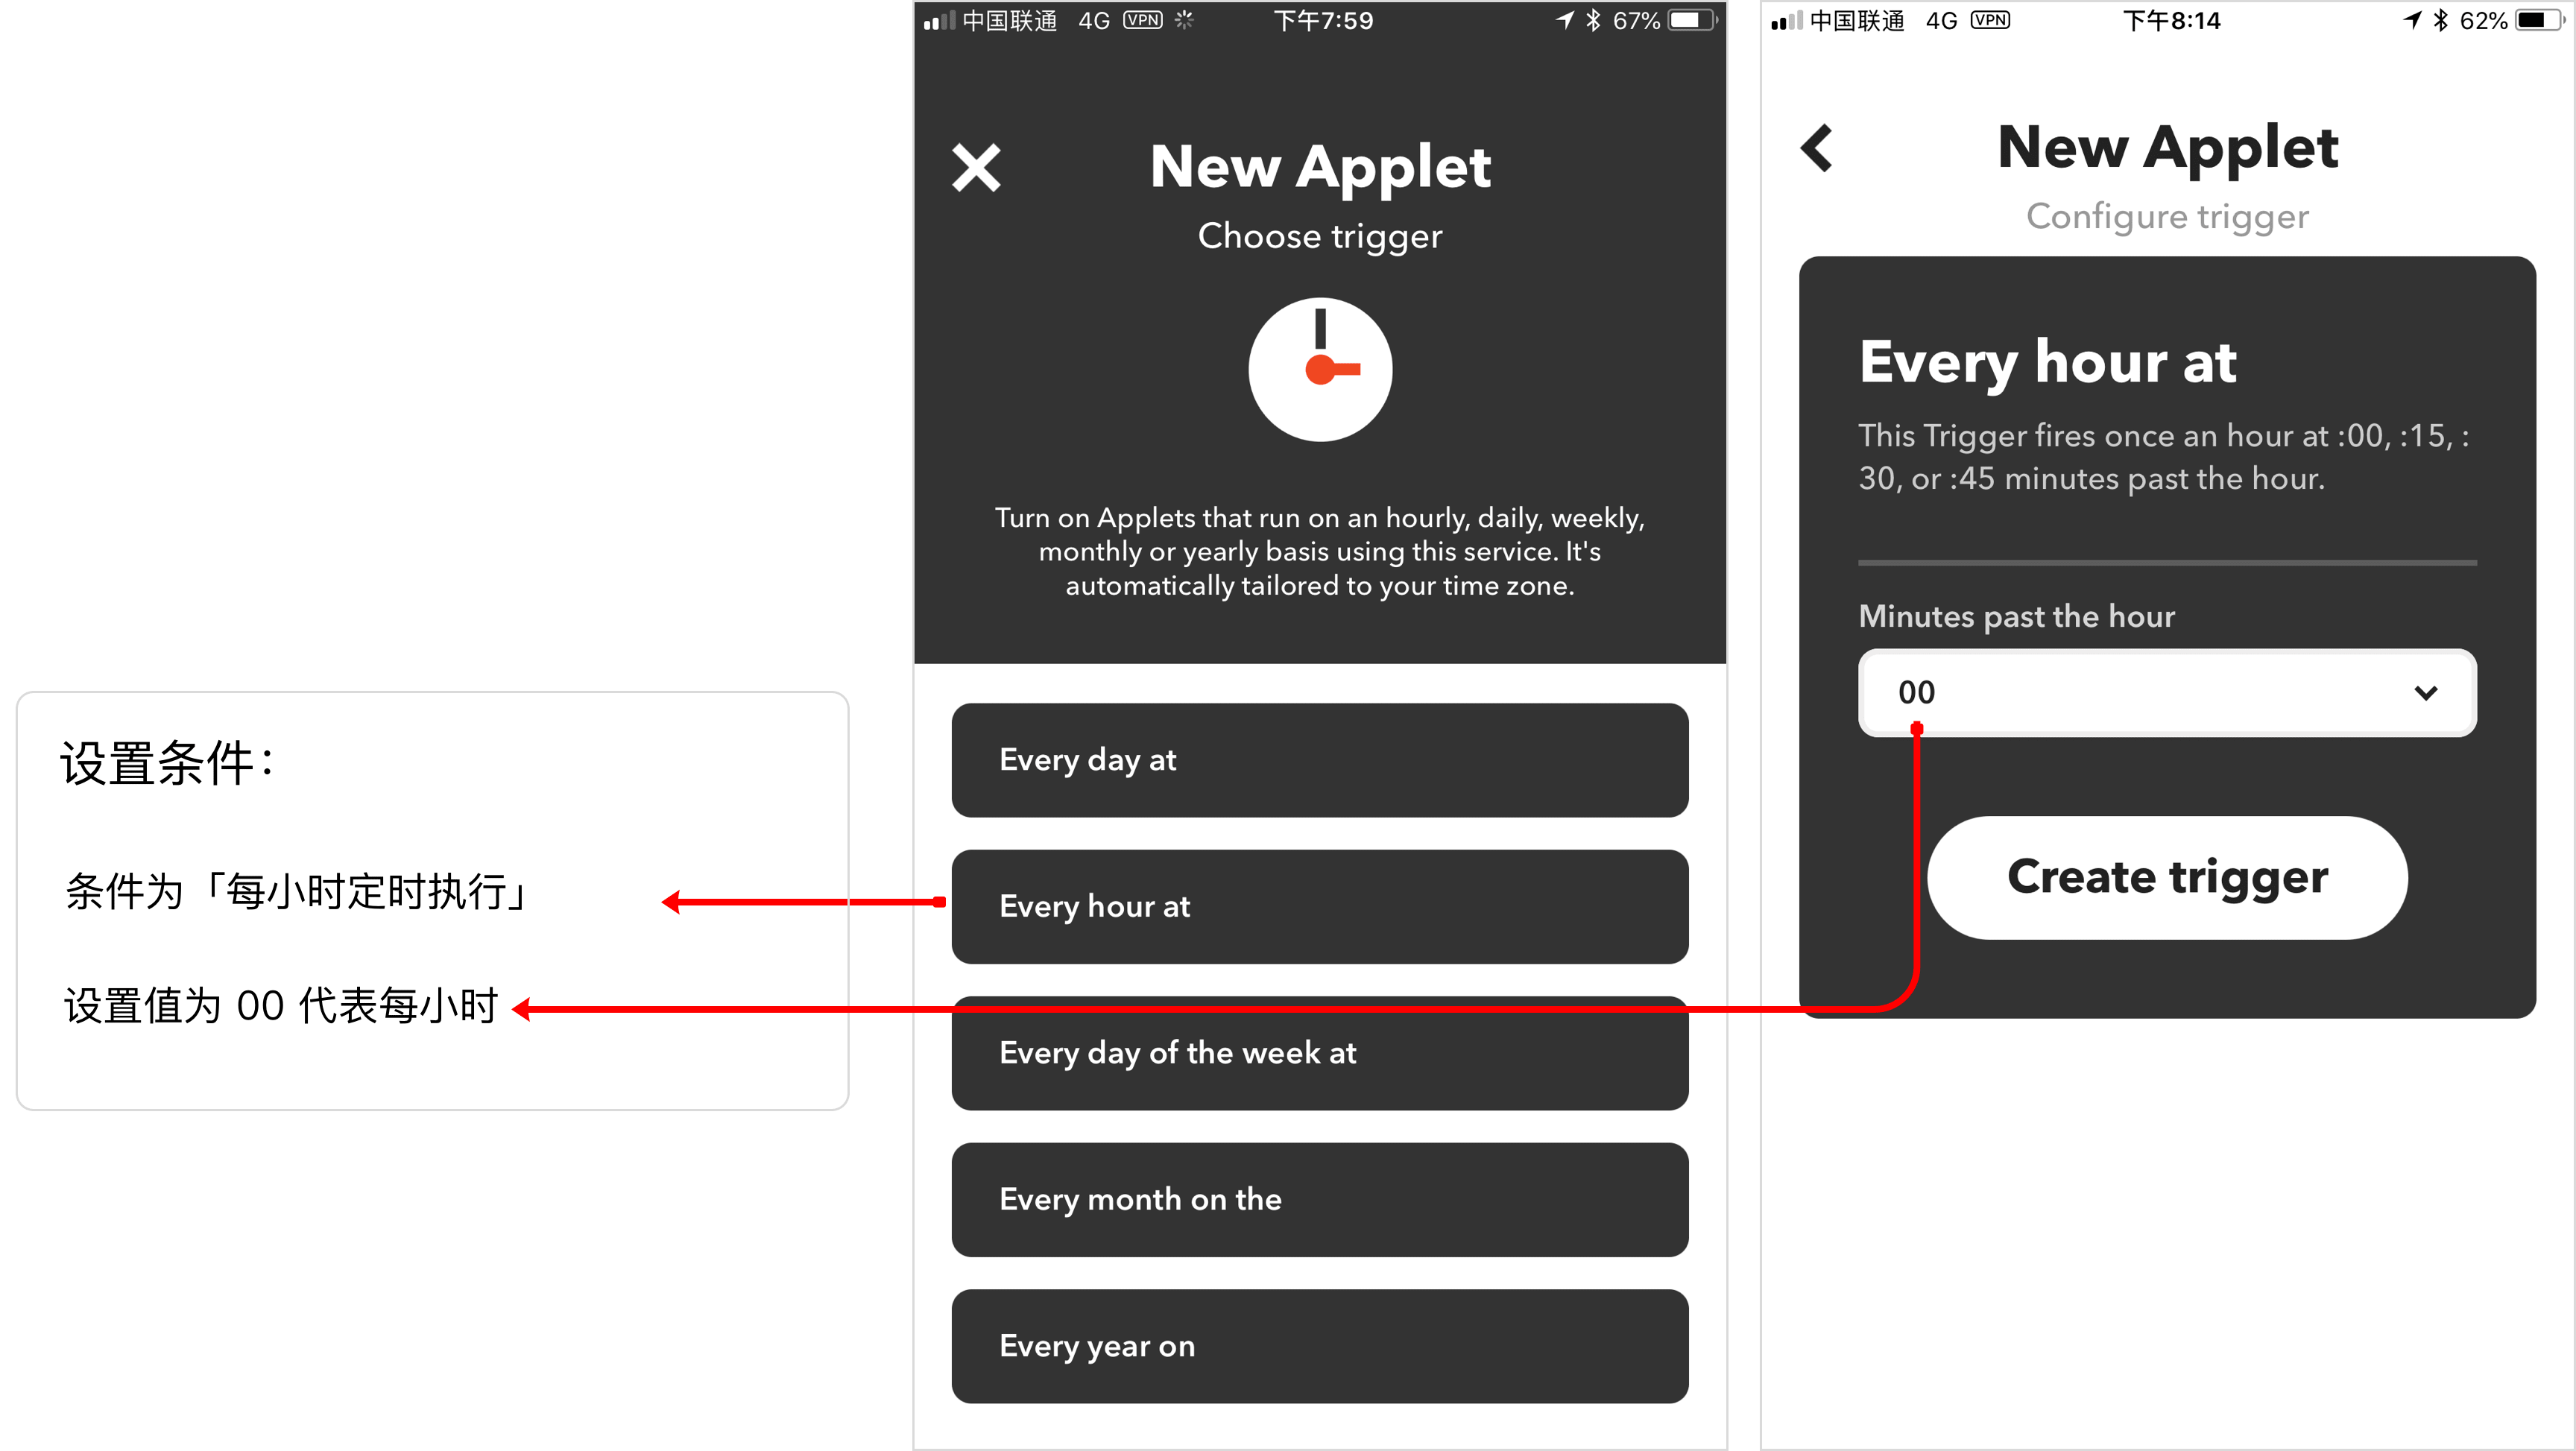 设置条件：
条件为「每小时定时执行」
设置值为 00 代表每小时
中国联通 4G VPN 下午7:59 67%
New Applet
Choose trigger
Turn on Applets that run on an hourly, daily, weekly,
monthly or yearly basis using this service. It's
automatically tailored to your time zone.
Every day at
Every hour at
Every day of the week at
Every month on the
Every year on
中国联通 4G VPN 下午8:14 62%
New Applet
Configure trigger
Every hour at
This Trigger fires once an hour at :00, :15, :
30, or :45 minutes past the hour.
Minutes past the hour
00
Create trigger